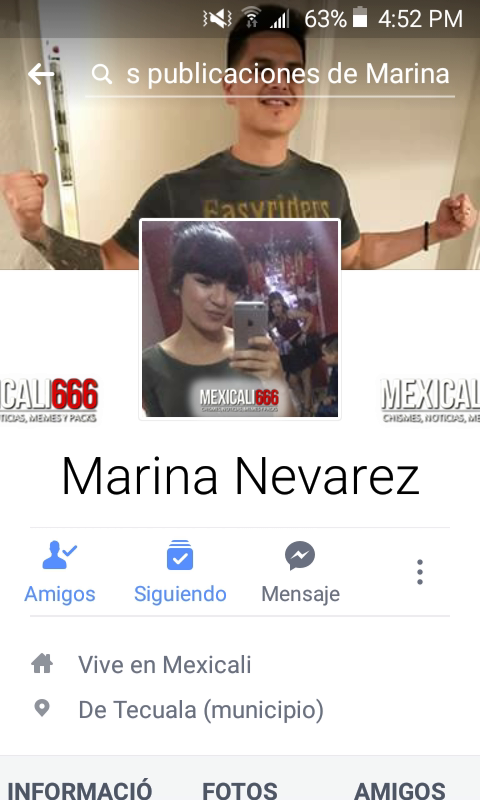 63% 4:52 PM
s publicaciones de Marina
Easyriders
MEXICALI666
CHISMES, NOTICIAS, MEMES Y PACKS
CALI666
TICIAS, MEMES Y PACKS
MEXICAL
CHISMES, NOTICIAS, ME
Marina Nevarez
Amigos Siguiendo Mensaje
Vive en Mexicali
De Tecuala (municipio)
INFORMACIÓ FOTOS AMIGOS